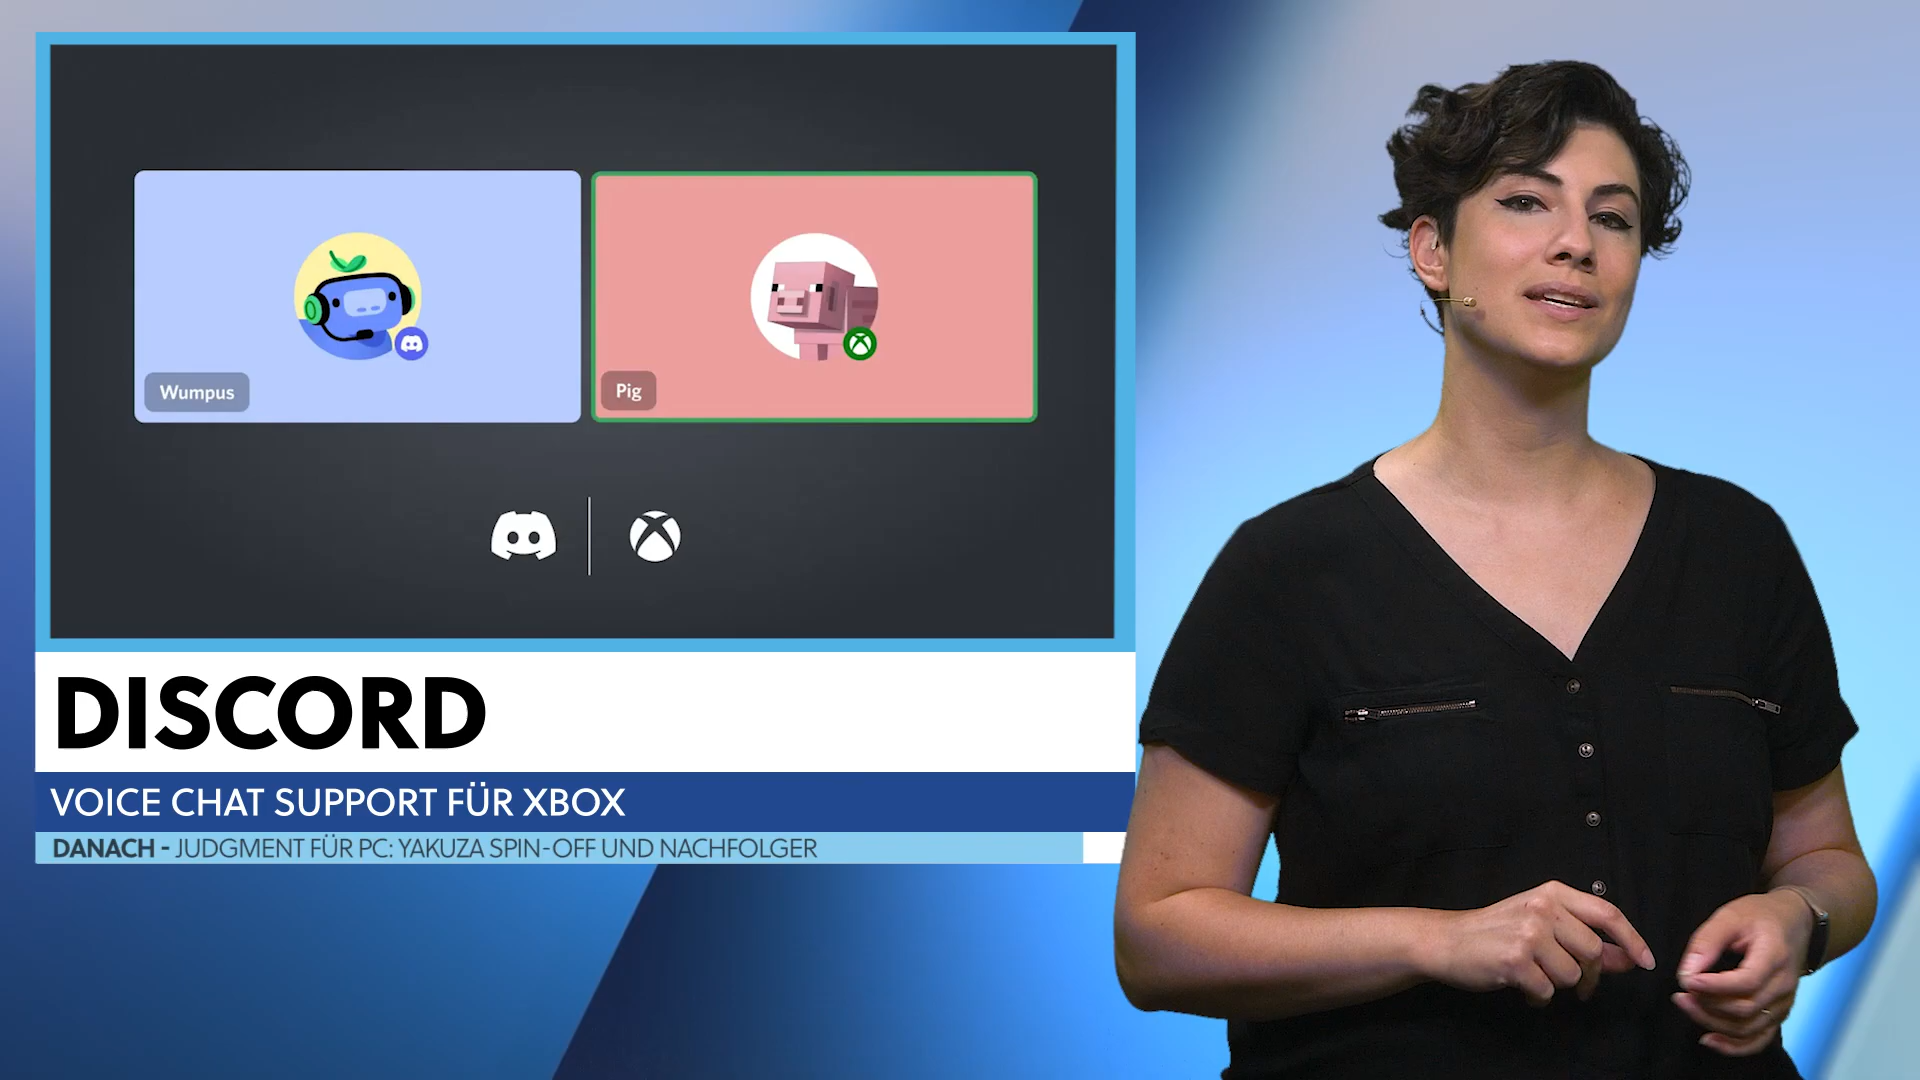 Wumpus
Pig
DISCORD
VOICE CHAT SUPPORT FÜR XBOX
DANACH - JUDGMENT FÜR PC: YAKUZA SPIN-OFF UND NACHFOLGER